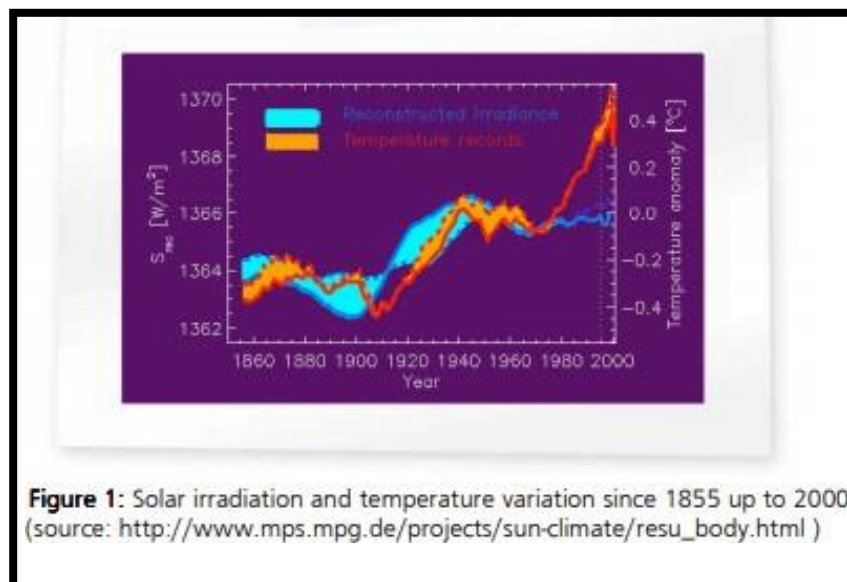 1370
1368
1366
1364
1362
S_rec [W/m²]
Reconstructed irradiance
Temperature records
0.4
0.2
0.0
−0.2
−0.4
Temperature anomaly [°C]
1860 1880 1900 1920 1940 1960 1980 2000
Year
Figure 1: Solar irradiation and temperature variation since 1855 up to 2000
(source: http://www.mps.mpg.de/projects/sun-climate/resu_body.html )